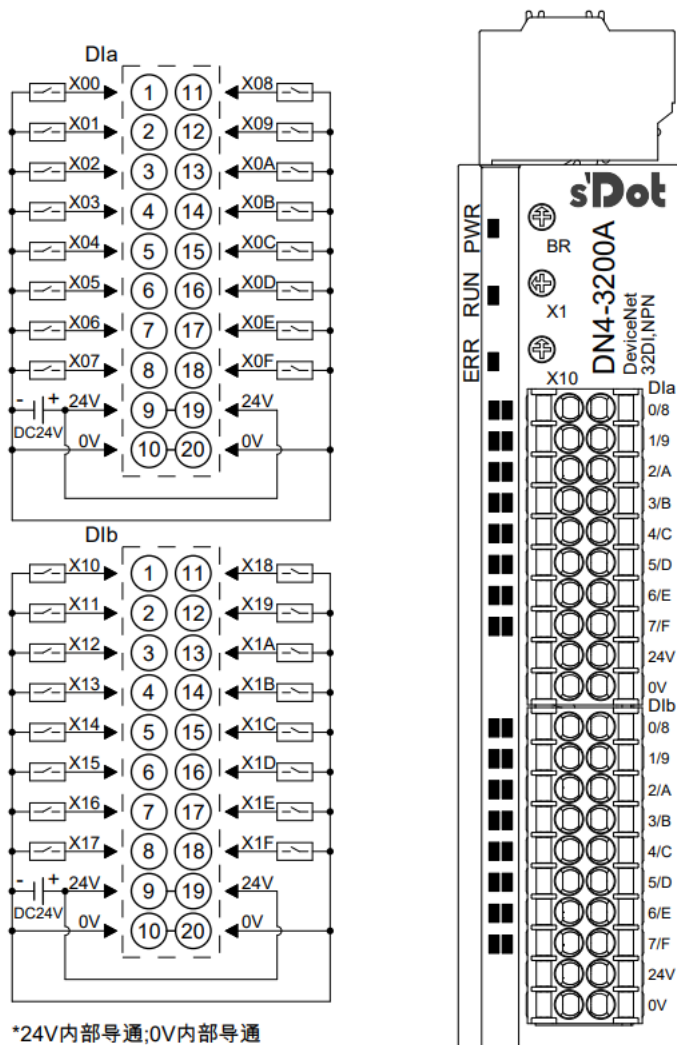 DIa
X00 1 11 X08
X01 2 12 X09
X02 3 13 X0A
X03 4 14 X0B
X04 5 15 X0C
X05 6 16 X0D
X06 7 17 X0E
X07 8 18 X0F
- + 24V 9 19 24V
DC24V
0V 10 20 0V
DIb
X10 1 11 X18
X11 2 12 X19
X12 3 13 X1A
X13 4 14 X1B
X14 5 15 X1C
X15 6 16 X1D
X16 7 17 X1E
X17 8 18 X1F
- + 24V 9 19 24V
DC24V
0V 10 20 0V
*24V内部导通;0V内部导通
s'Dot
PWR
RUN
ERR
BR
X1
X10
DN4-3200A
DeviceNet
32DI,NPN
DIa
0/8
1/9
2/A
3/B
4/C
5/D
6/E
7/F
24V
0V
DIb
0/8
1/9
2/A
3/B
4/C
5/D
6/E
7/F
24V
0V